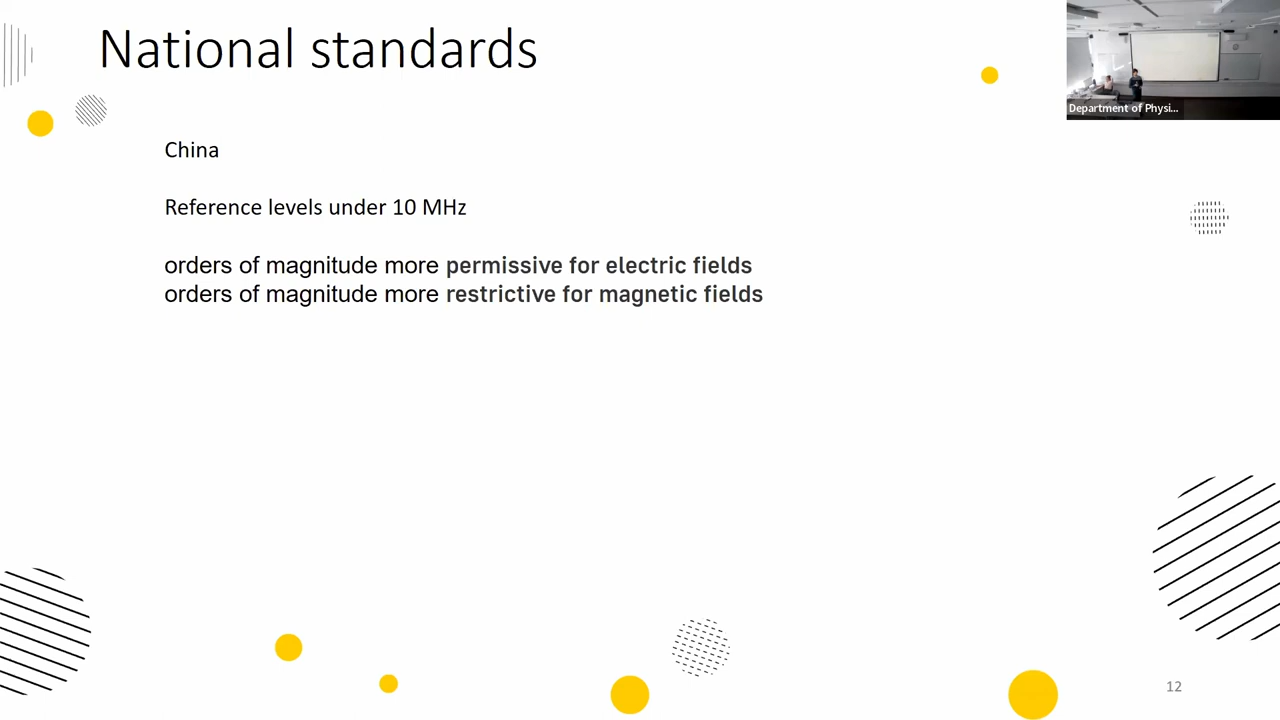 National standards
Department of Physi...
China
Reference levels under 10 MHz
orders of magnitude more permissive for electric fields
orders of magnitude more restrictive for magnetic fields
12